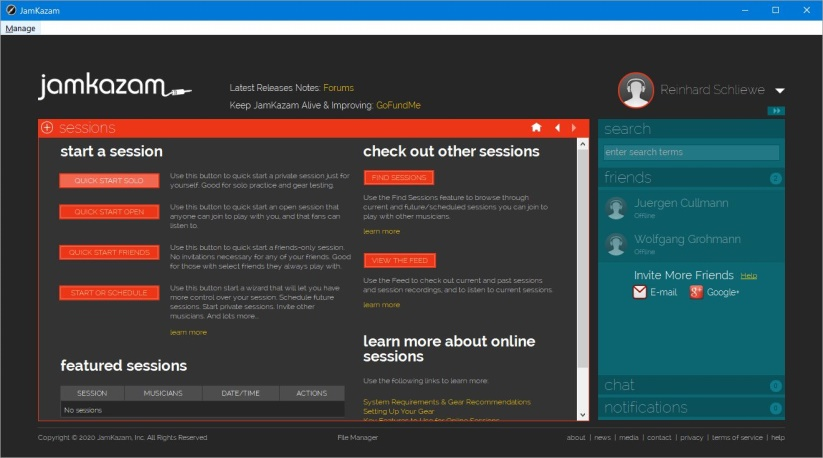 JamKazam
Manage
jamkazam
Latest Releases Notes: Forums
Keep JamKazam Alive & Improving: GoFundMe
Reinhard Schliewe
sessions
start a session
QUICK START SOLO
Use this button to quick start a private session just for
yourself. Good for solo practice and gear testing.
QUICK START OPEN
Use this button to quick start an open session that
anyone can join to play with you, and that fans can
listen to.
QUICK START FRIENDS
Use this button to quick start a friends-only session.
No invitations necessary for any of your friends. Good
for those with select friends they always play with.
START OR SCHEDULE
Use this button start a wizard that will let you have
more control over your session. Schedule future
sessions. Start private sessions. Invite other
musicians. And lots more...
learn more
featured sessions
SESSION MUSICIANS DATE/TIME ACTIONS
No sessions
check out other sessions
FIND SESSIONS
Use the Find Sessions feature to browse through
current and future/scheduled sessions you can join to
play with other musicians.
learn more
VIEW THE FEED
Use the Feed to check out current and past sessions
and session recordings, and to listen to current sessions.
learn more
learn more about online
sessions
Use the following links to learn more:
System Requirements & Gear Recommendations
Setting Up Your Gear
Key Features to Use for Online Sessions
search
enter search terms
friends 2
Juergen Cullmann
Offline
Wolfgang Grohmann
Offline
Invite More Friends Help
E-mail Google+
chat 0
notifications 0
Copyright © 2020 JamKazam, Inc. All Rights Reserved
File Manager
about | news | media | contact | privacy | terms of service | help